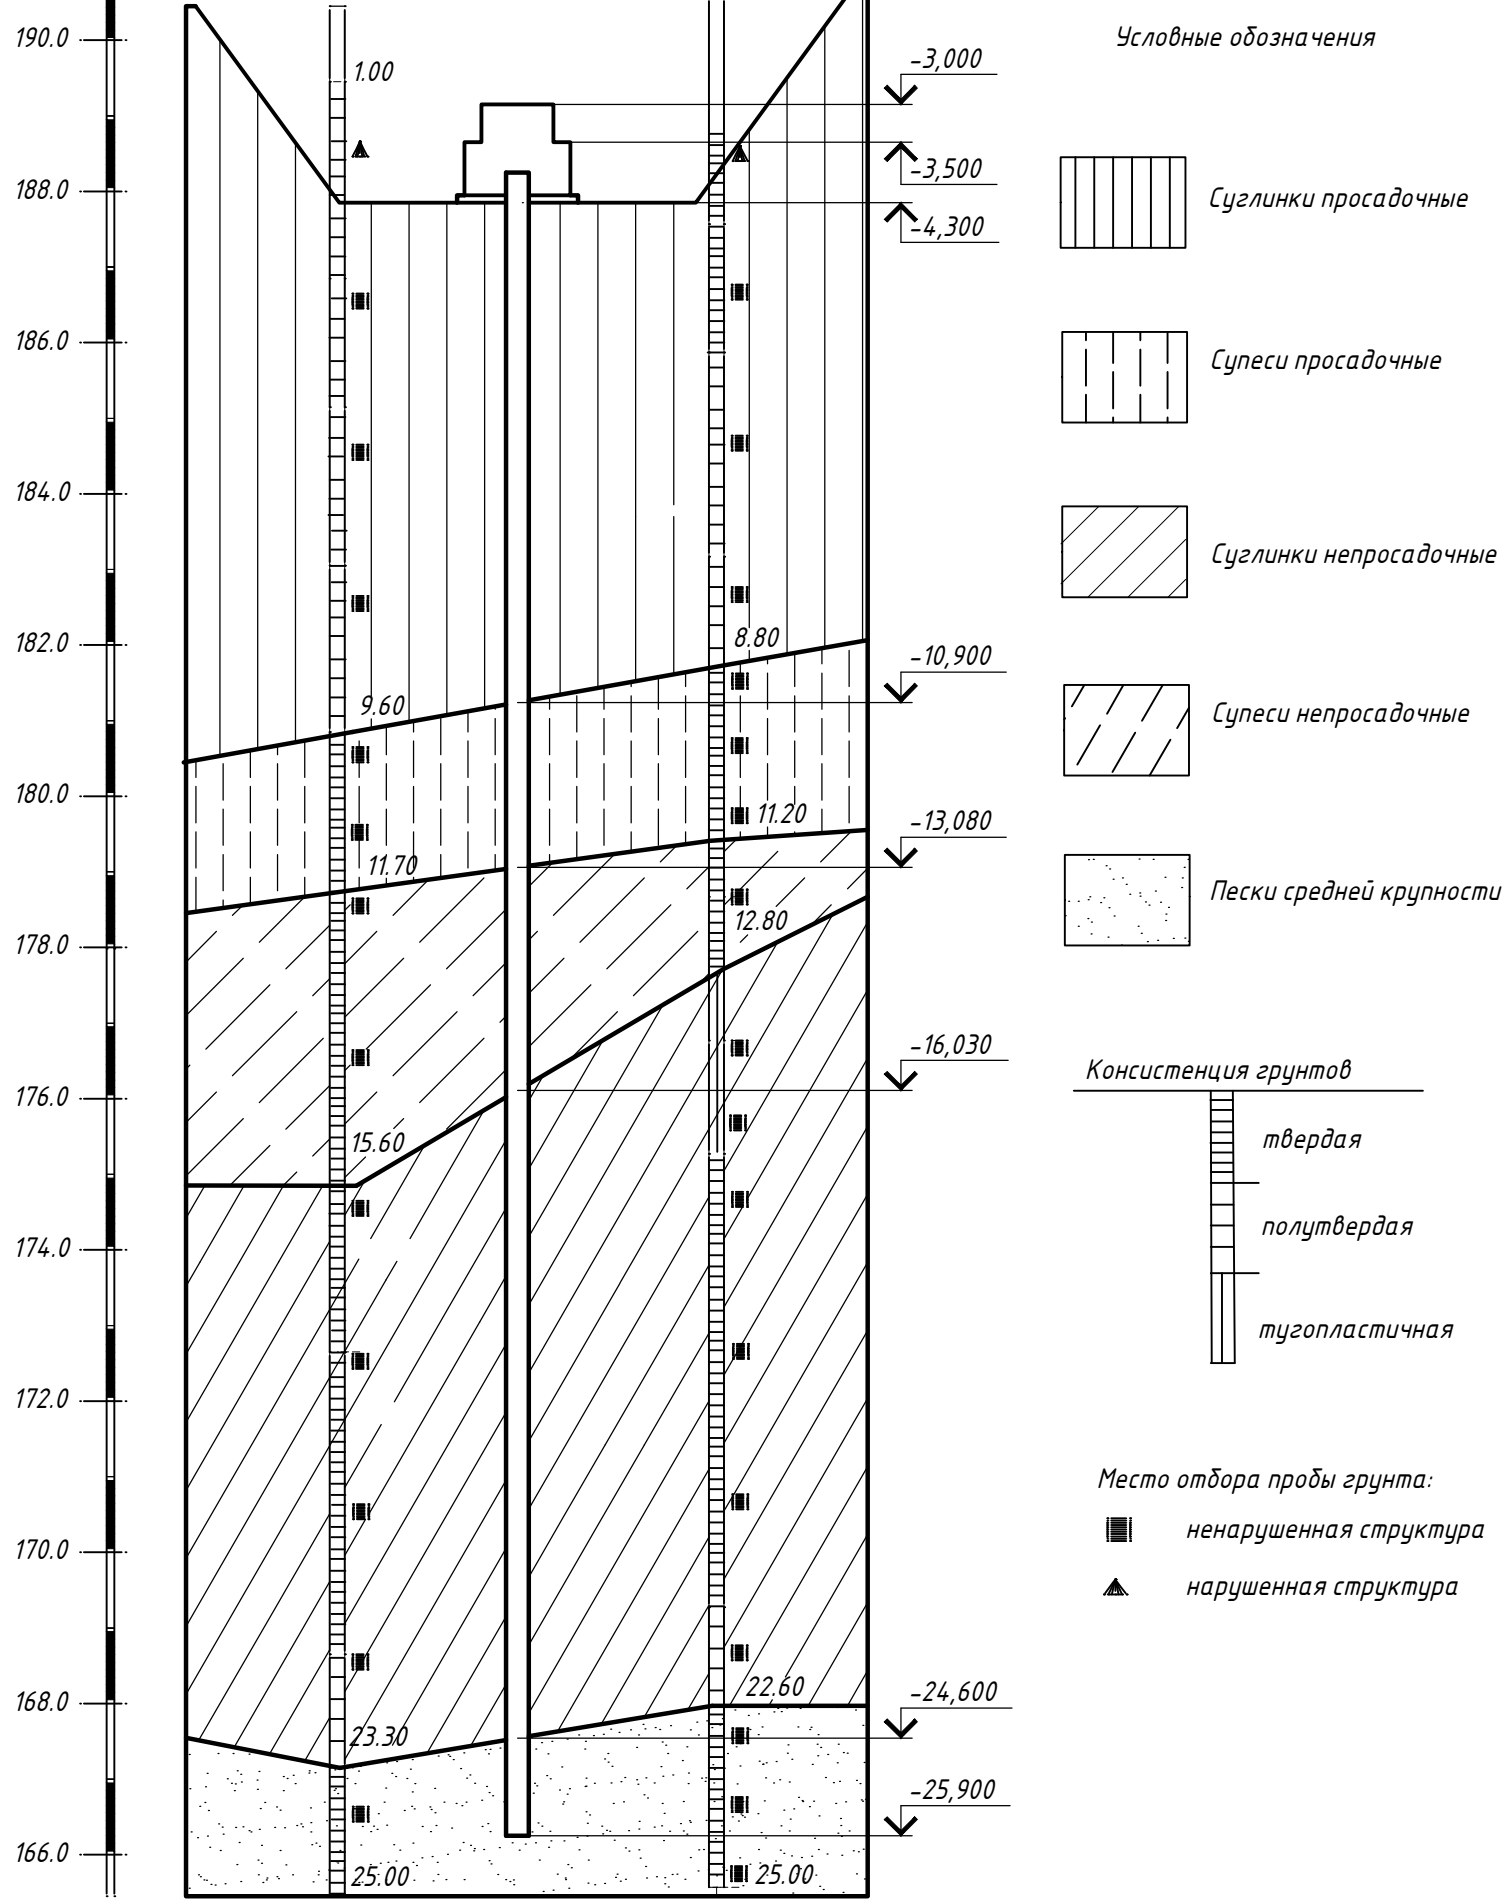 Условные обозначения
190.0
188.0
186.0
184.0
182.0
180.0
178.0
176.0
174.0
172.0
170.0
168.0
166.0
1.00
9.60
11.70
15.60
23.30
25.00
8.80
11.20
12.80
22.60
25.00
-3,000
-3,500
-4,300
-10,900
-13,080
-16,030
-24,600
-25,900
Суглинки просадочные
Супеси просадочные
Суглинки непросадочные
Супеси непросадочные
Пески средней крупности
Консистенция грунтов
твердая
полутвердая
тугопластичная
Место отбора пробы грунта:
ненарушенная структура
нарушенная структура